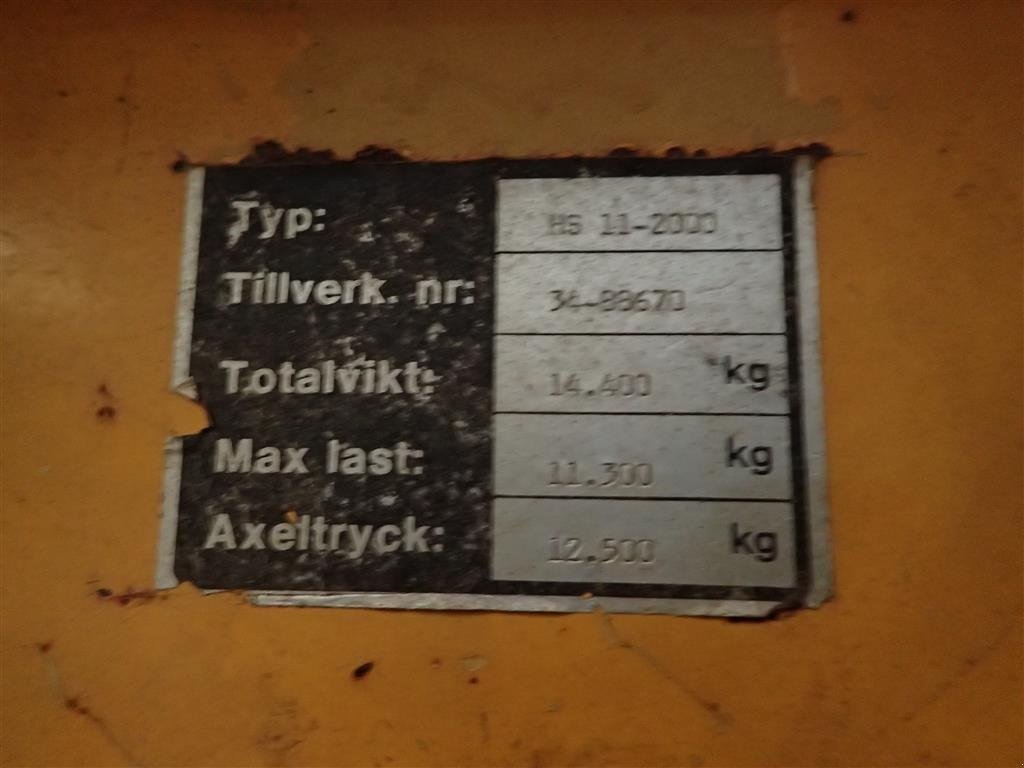 Typ: HS 11-2000
Tillverk. nr: 34-88670
Totalvikt: 14.400 kg
Max last: 11.300 kg
Axeltryck: 12.500 kg